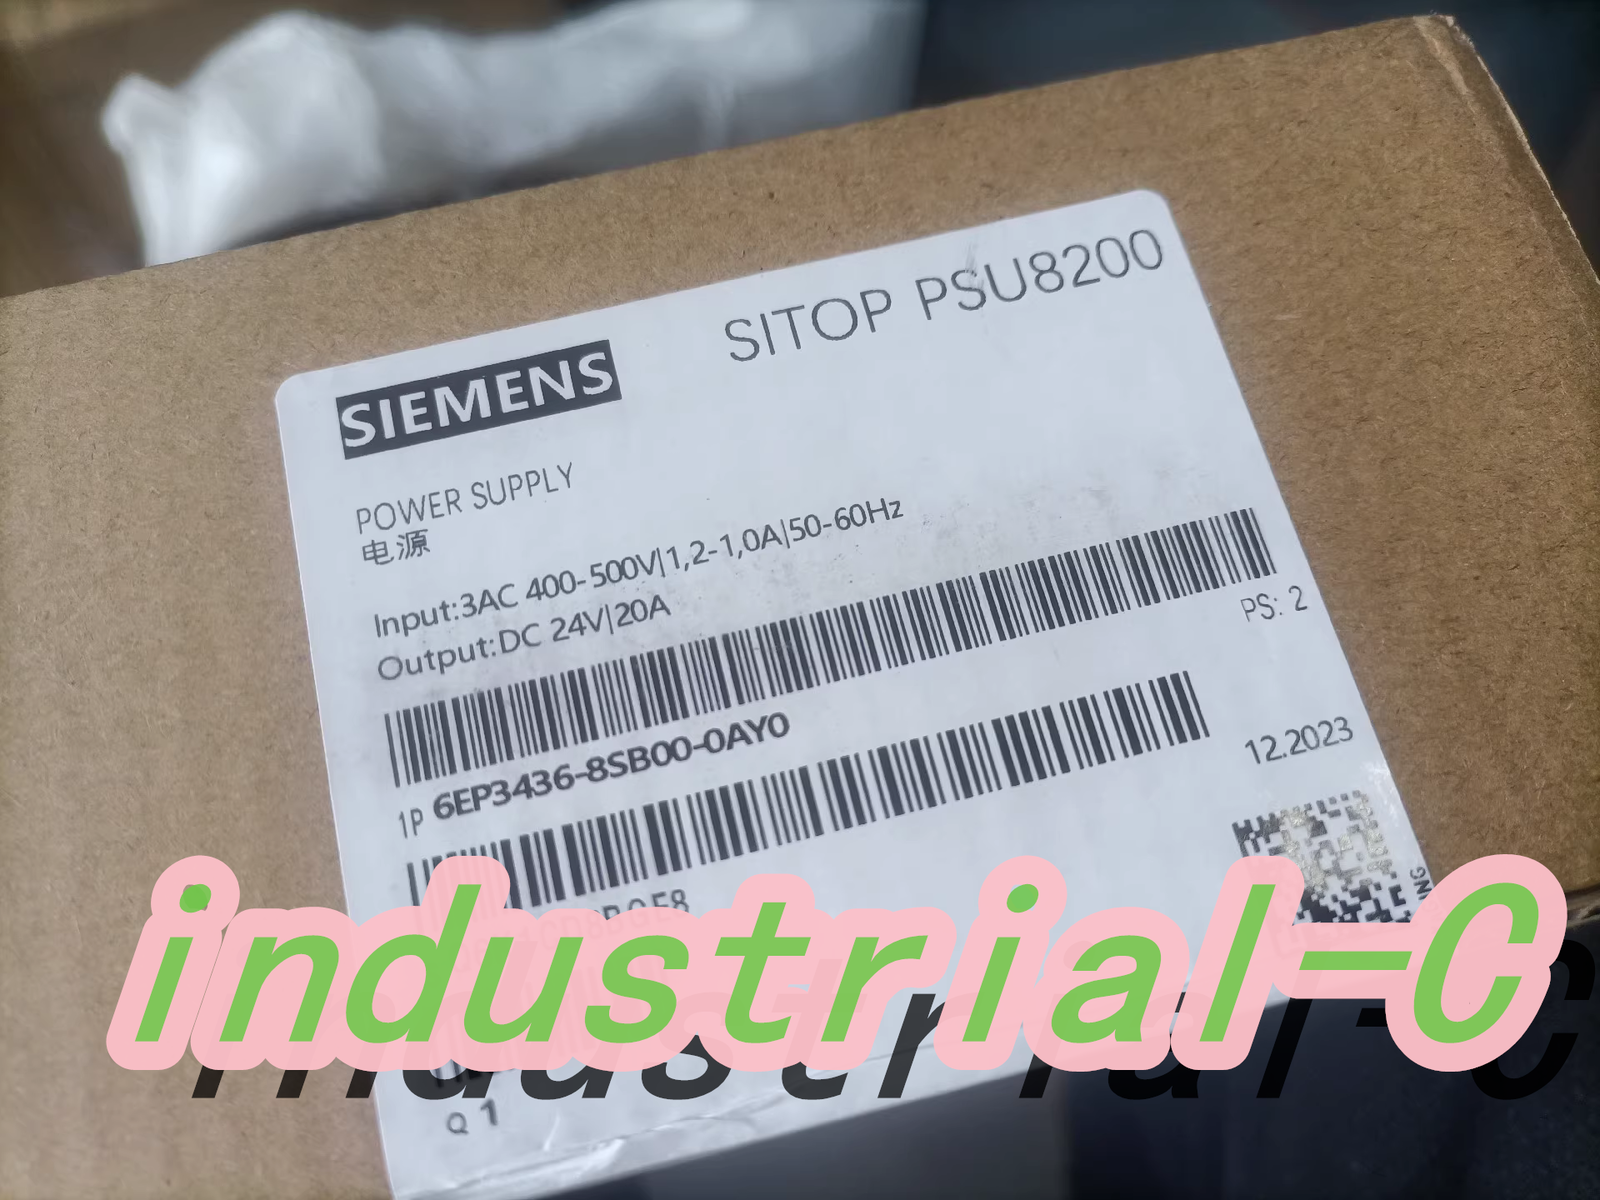 SITOP PSU8200
SIEMENS
POWER SUPPLY
电源
Input:3AC 400-500V|1,2-1,0A|50-60Hz
Output:DC 24V|20A
PS: 2
1P 6EP3436-8SB00-0AY0
12.2023
industrial-C
Q 1